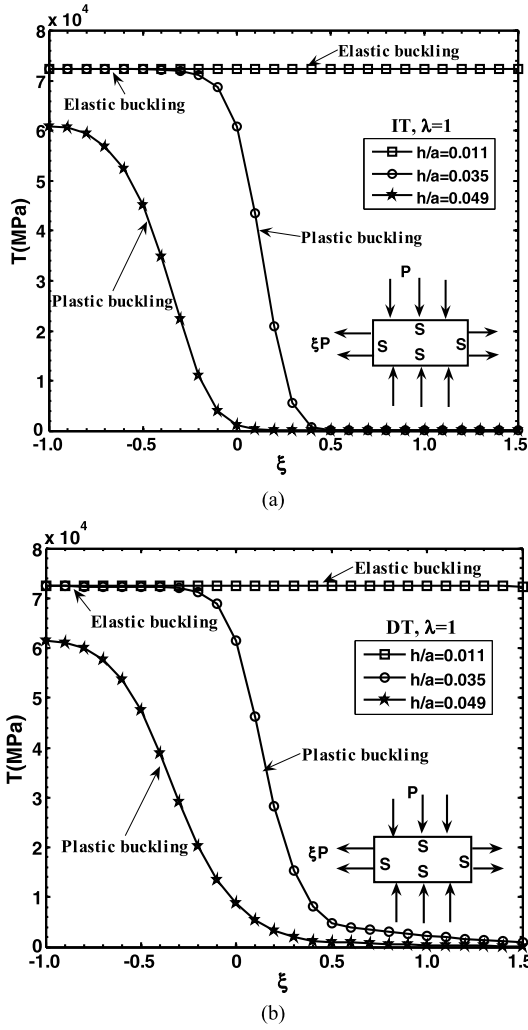 x 10⁴
8
7
6
5
4
3
2
1
0
T(MPa)
Elastic buckling
Elastic buckling
IT, λ=1
h/a=0.011
h/a=0.035
h/a=0.049
Plastic buckling
Plastic buckling
P
ξP
S
S
S
S
-1.0
-0.5
0
0.5
1.0
1.5
ξ
(a)
x 10⁴
8
7
6
5
4
3
2
1
0
T(MPa)
Elastic buckling
Elastic buckling
DT, λ=1
h/a=0.011
h/a=0.035
h/a=0.049
Plastic buckling
Plastic buckling
P
ξP
S
S
S
S
-1.0
-0.5
0
0.5
1.0
1.5
ξ
(b)